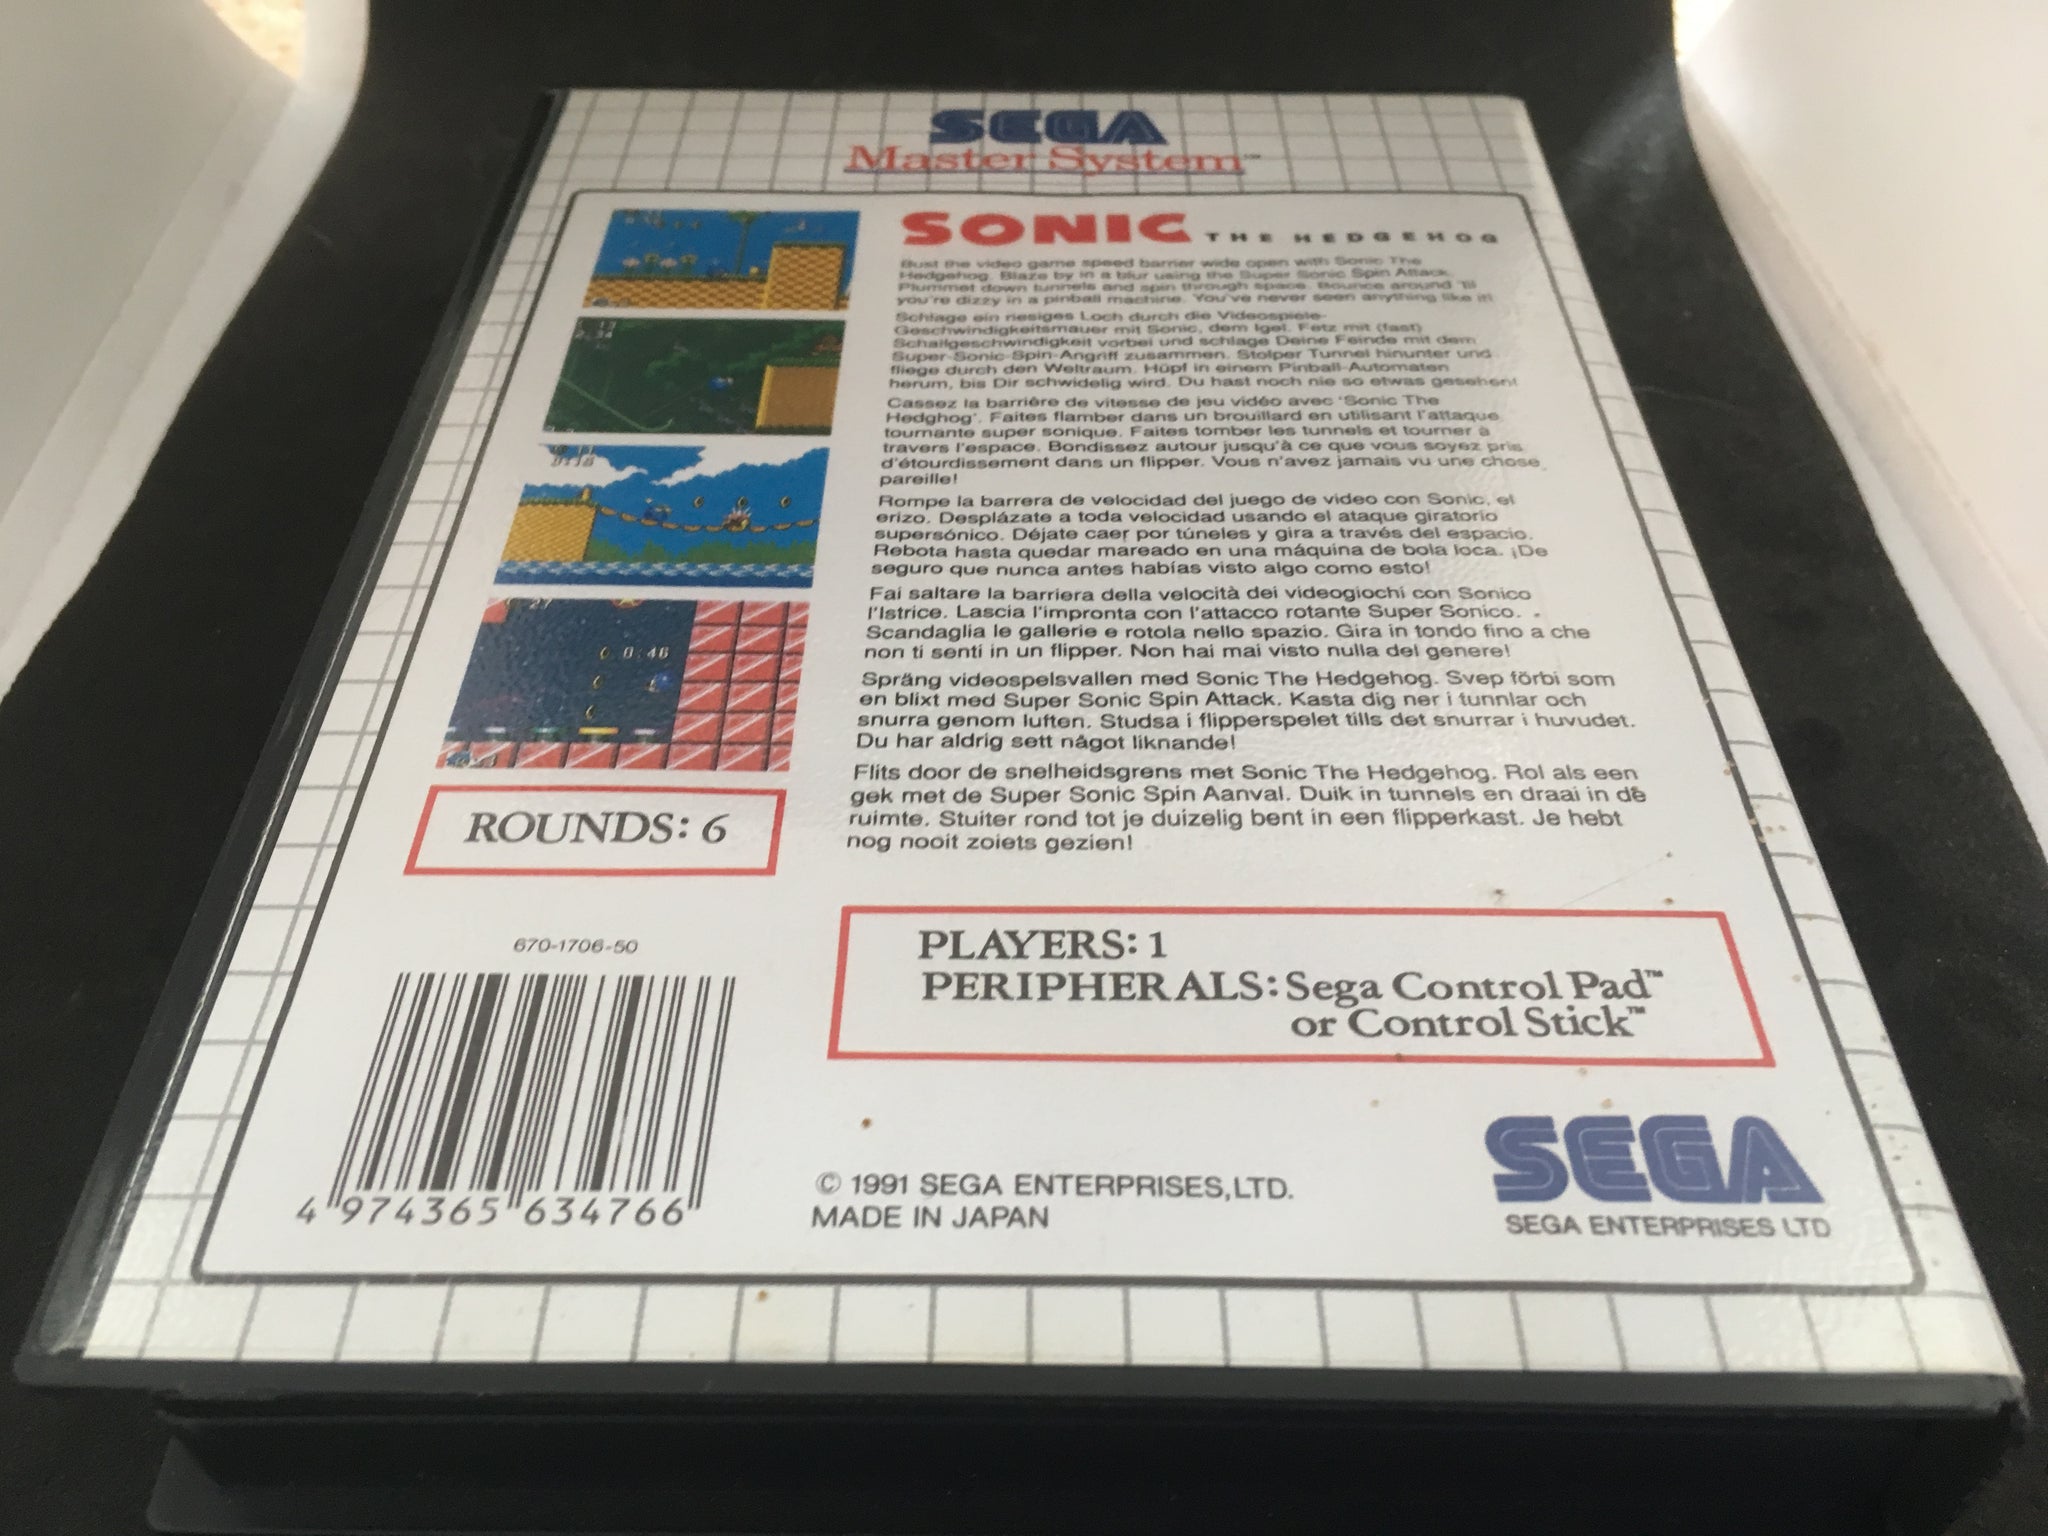 SEGA
Master System™
SONIC THE HEDGEHOG
Bust the video game speed barrier wide open with Sonic The
Hedgehog. Blaze by in a blur using the Super Sonic Spin Attack.
Plummet down tunnels and spin through space. Bounce around 'til
you're dizzy in a pinball machine. You've never seen anything like it!
Schlage ein riesiges Loch durch die Videospiele-
Geschwindigkeitsmauer mit Sonic, dem Igel. Fetz mit (fast)
Schallgeschwindigkeit vorbei und schlage Deine Feinde mit dem
Super-Sonic-Spin-Angriff zusammen. Stolper Tunnel hinunter und
fliege durch den Weltraum. Hüpf in einem Pinball-Automaten
herum, bis Dir schwidelig wird. Du hast noch nie so etwas gesehen!
Cassez la barrière de vitesse de jeu vidéo avec 'Sonic The
Hedghog'. Faites flamber dans un brouillard en utilisant l'attaque
tournante super sonique. Faites tomber les tunnels et tourner à
travers l'espace. Bondissez autour jusqu'à ce que vous soyez pris
d'étourdissement dans un flipper. Vous n'avez jamais vu une chose
pareille!
Rompe la barrera de velocidad del juego de video con Sonic, el
erizo. Desplázate a toda velocidad usando el ataque giratorio
supersónico. Déjate caer por túneles y gira a través del espacio.
Rebota hasta quedar mareado en una máquina de bola loca. ¡De
seguro que nunca antes habías visto algo como esto!
Fai saltare la barriera della velocità dei videogiochi con Sonico
l'Istrice. Lascia l'impronta con l'attacco rotante Super Sonico.
Scandaglia le gallerie e rotola nello spazio. Gira in tondo fino a che
non ti senti in un flipper. Non hai mai visto nulla del genere!
Spräng videospelsvallen med Sonic The Hedgehog. Svep förbi som
en blixt med Super Sonic Spin Attack. Kasta dig ner i tunnlar och
snurra genom luften. Studsa i flipperspelet tills det snurrar i huvudet.
Du har aldrig sett något liknande!
Flits door de snelheidsgrens met Sonic The Hedgehog. Rol als een
gek met de Super Sonic Spin Aanval. Duik in tunnels en draai in de
ruimte. Stuiter rond tot je duizelig bent in een flipperkast. Je hebt
nog nooit zoiets gezien!
2:34
0:46
ROUNDS: 6
670-1706-50
4 974365 634766
PLAYERS: 1
PERIPHERALS: Sega Control Pad™
or Control Stick™
© 1991 SEGA ENTERPRISES, LTD.
MADE IN JAPAN
SEGA
SEGA ENTERPRISES LTD